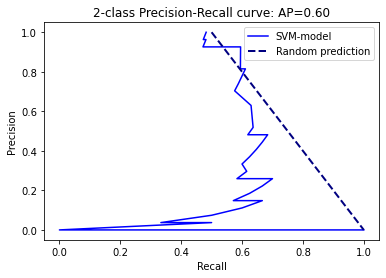 2-class Precision-Recall curve: AP=0.60
SVM-model
Random prediction
Precision
1.0
0.8
0.6
0.4
0.2
0.0
0.0 0.2 0.4 0.6 0.8 1.0
Recall